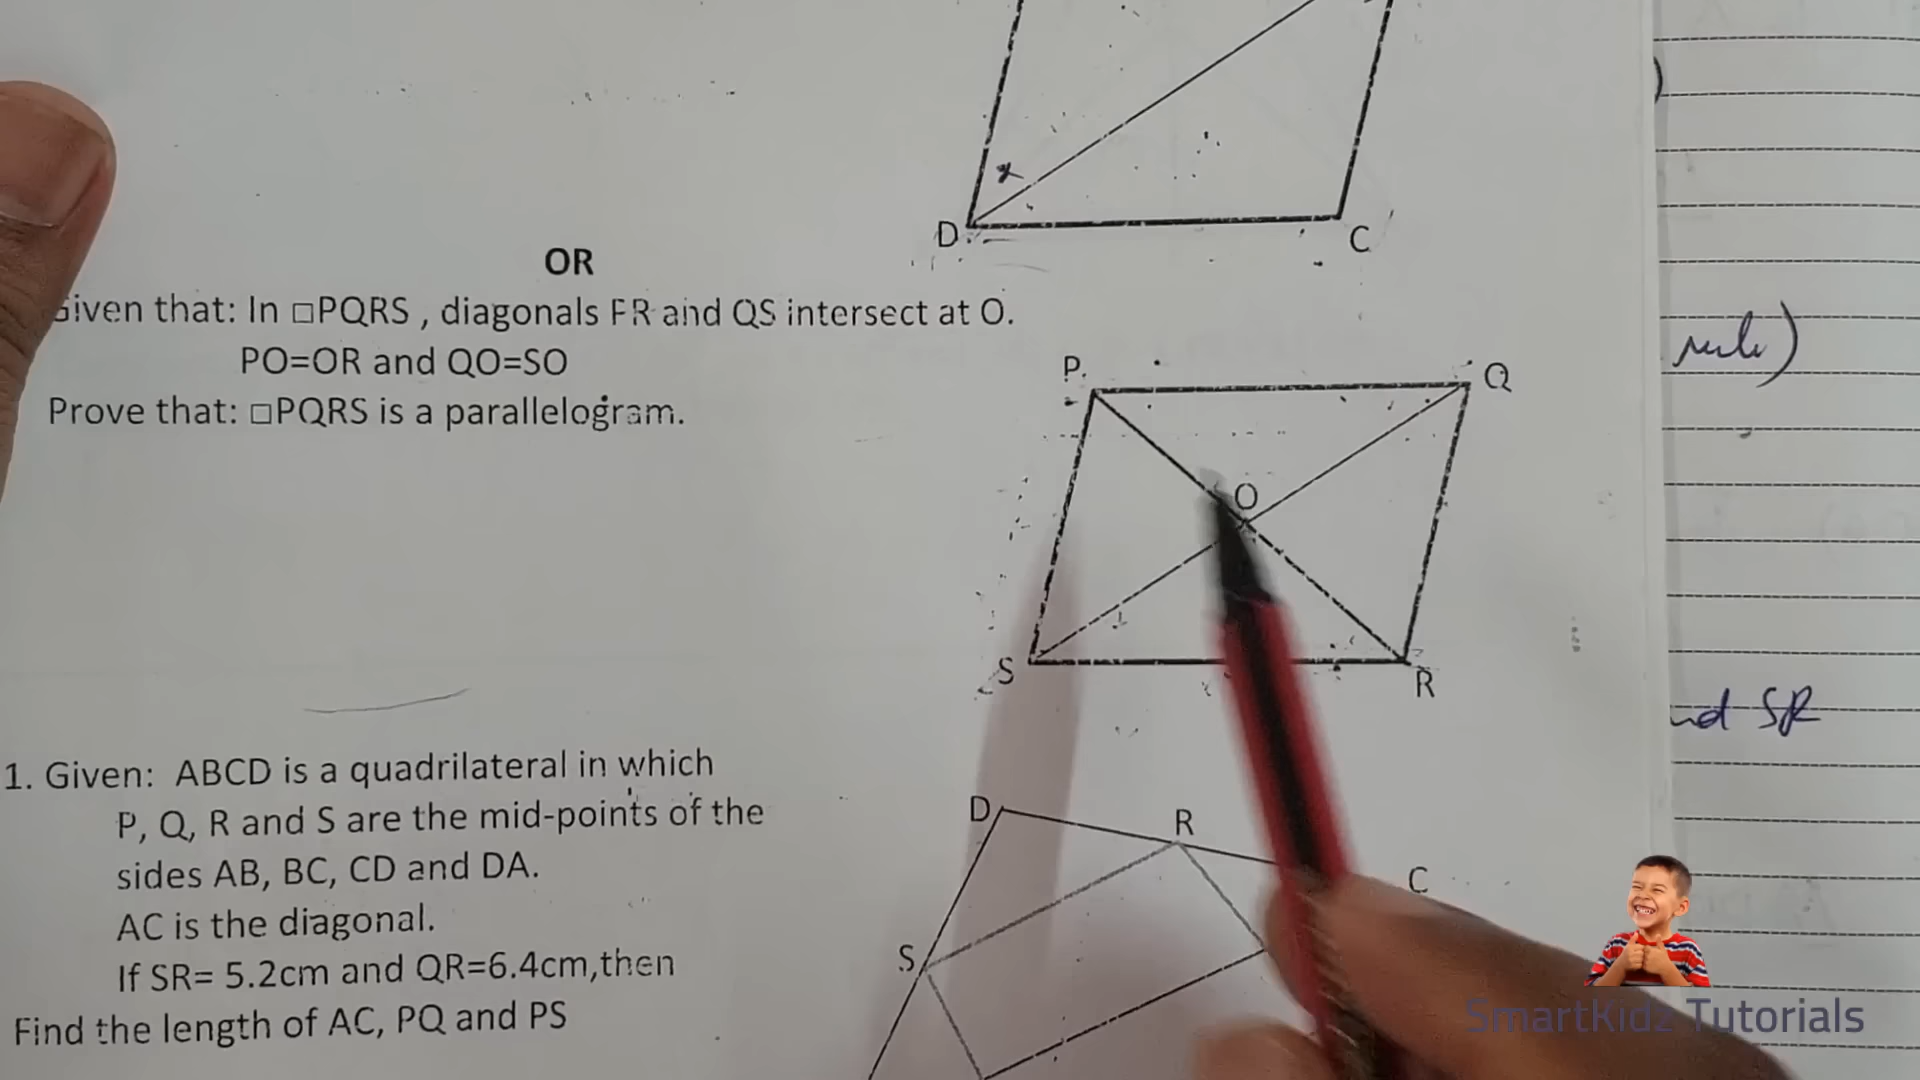 D
C
OR
Given that: In □PQRS , diagonals PR and QS intersect at O.
PO=OR and QO=SO
Prove that: □PQRS is a parallelogram.
P
Q
O
S
R
rule)
and SR
1. Given: ABCD is a quadrilateral in which
P, Q, R and S are the mid-points of the
sides AB, BC, CD and DA.
AC is the diagonal.
If SR= 5.2cm and QR=6.4cm,then
Find the length of AC, PQ and PS
D
R
C
S
SmartKidz Tutorials